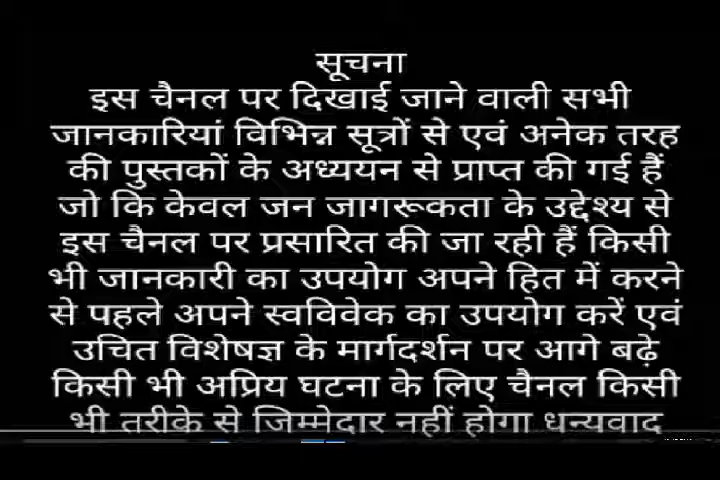 सूचना
इस चैनल पर दिखाई जाने वाली सभी
जानकारियां विभिन्न सूत्रों से एवं अनेक तरह
की पुस्तकों के अध्ययन से प्राप्त की गई हैं
जो कि केवल जन जागरूकता के उद्देश्य से
इस चैनल पर प्रसारित की जा रही हैं किसी
भी जानकारी का उपयोग अपने हित में करने
से पहले अपने स्वविवेक का उपयोग करें एवं
उचित विशेषज्ञ के मार्गदर्शन पर आगे बढ़े
किसी भी अप्रिय घटना के लिए चैनल किसी
भी तरीके से जिम्मेदार नहीं होगा धन्यवाद